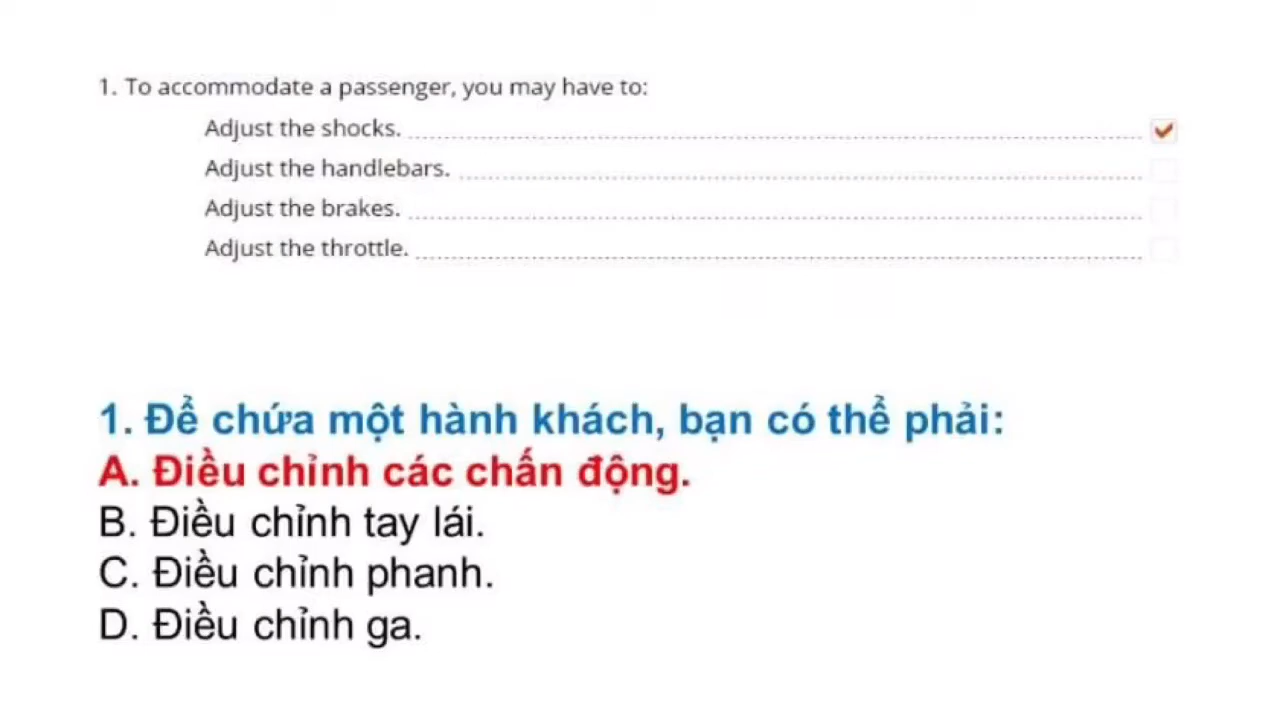 1. To accommodate a passenger, you may have to:
Adjust the shocks.
Adjust the handlebars.
Adjust the brakes.
Adjust the throttle.
1. Để chứa một hành khách, bạn có thể phải:
A. Điều chỉnh các chấn động.
B. Điều chỉnh tay lái.
C. Điều chỉnh phanh.
D. Điều chỉnh ga.